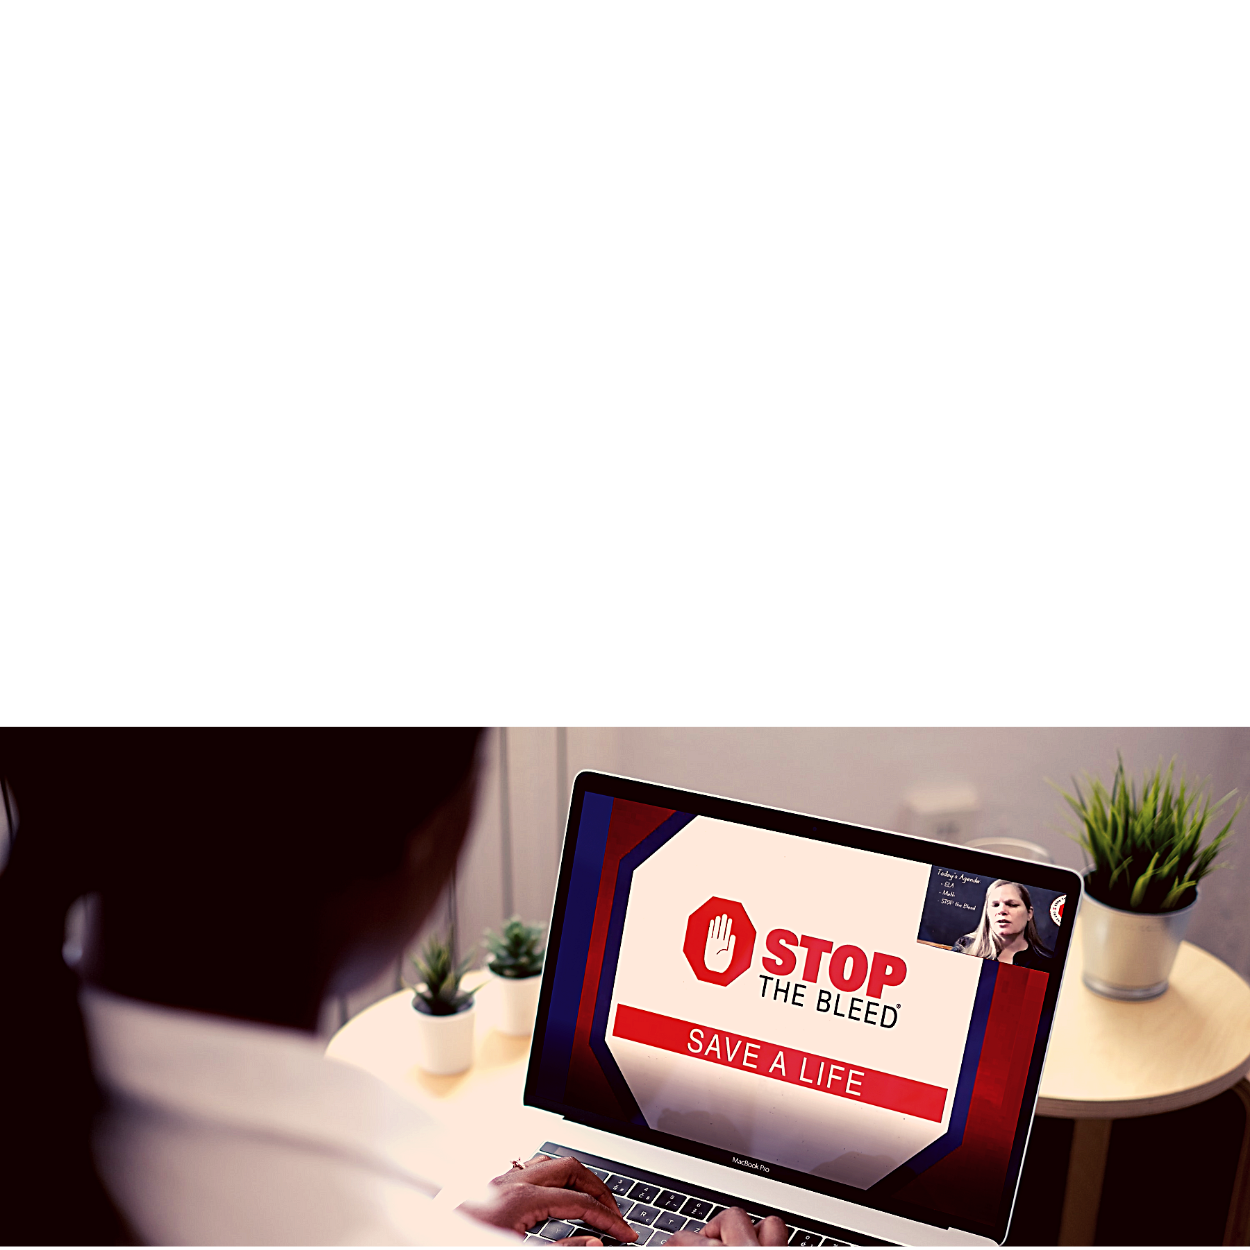 Today's Agenda
- ELA
- Math
- STOP the Bleed
STOP
THE BLEED®
SAVE A LIFE
MacBook Pro